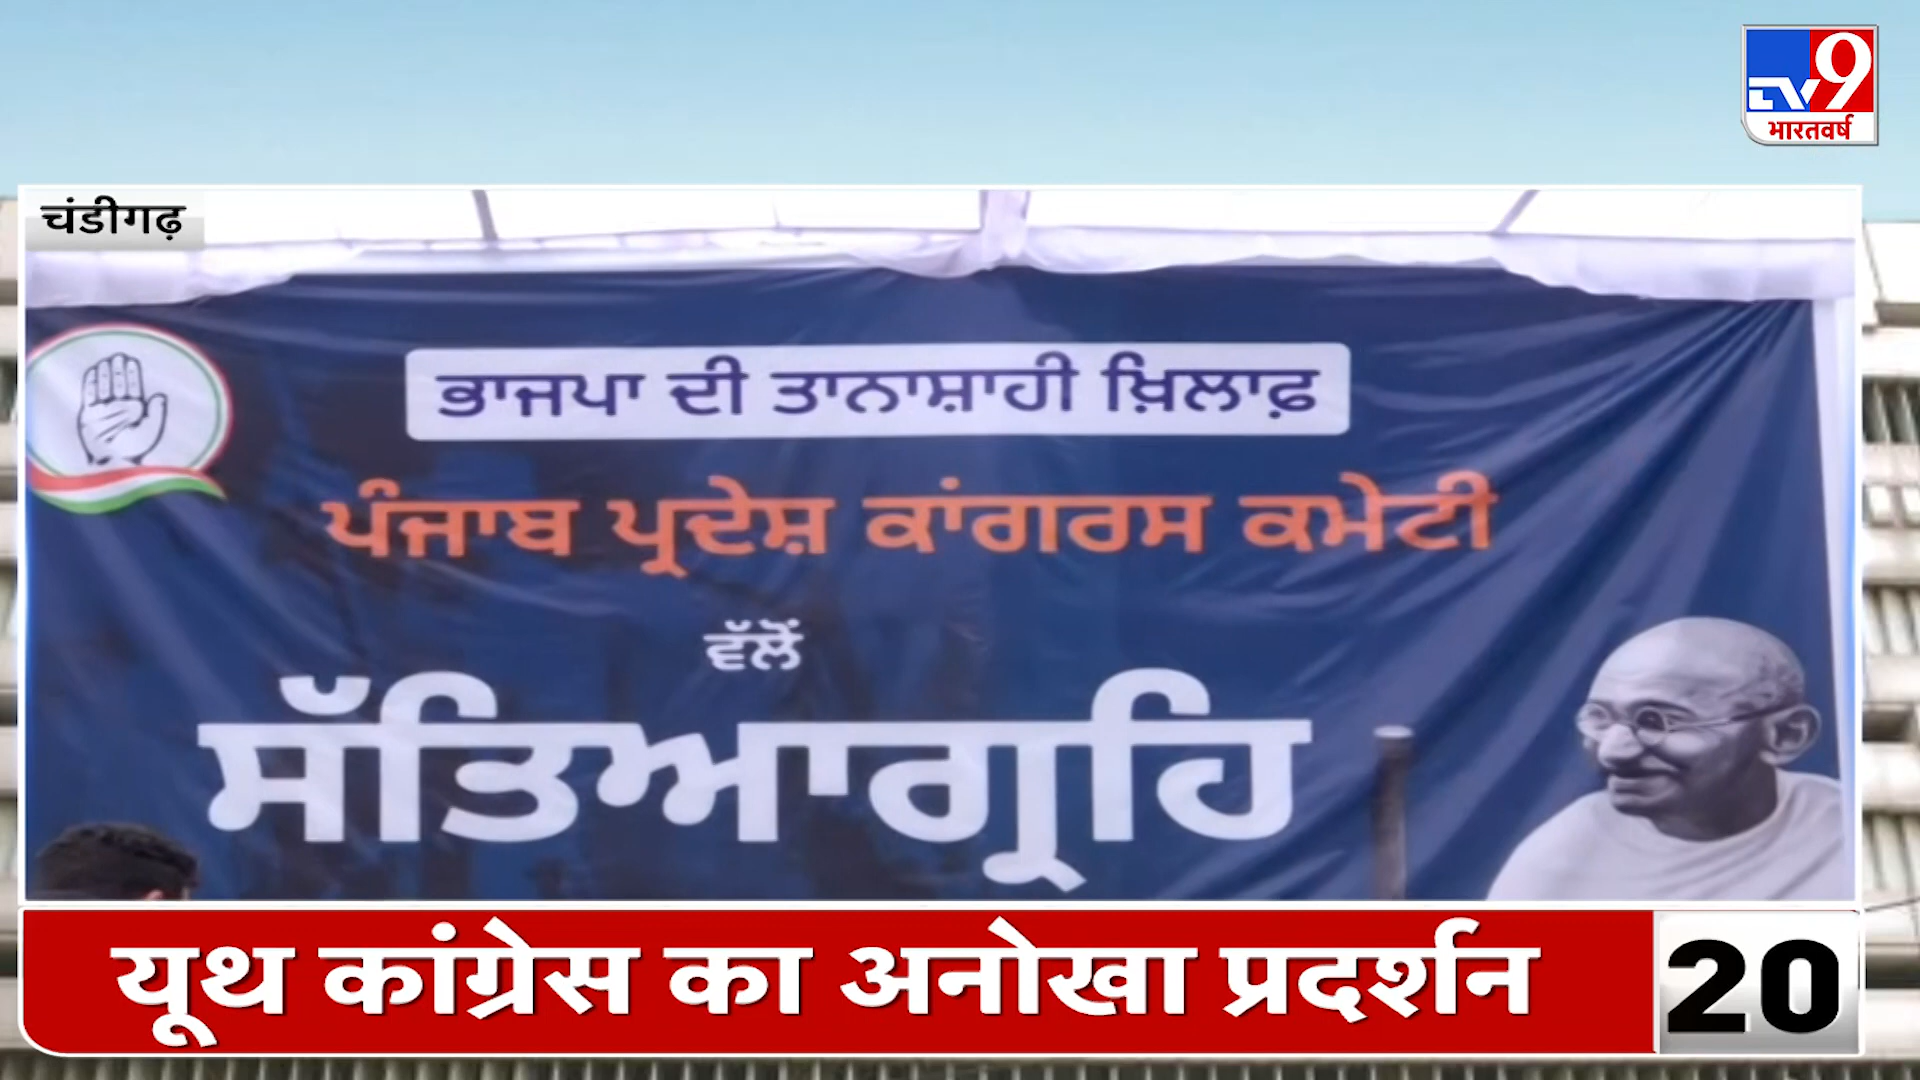 TV9
भारतवर्ष
चंडीगढ़
ਭਾਜਪਾ ਦੀ ਤਾਨਾਸ਼ਾਹੀ ਖ਼ਿਲਾਫ਼
ਪੰਜਾਬ ਪ੍ਰਦੇਸ਼ ਕਾਂਗਰਸ ਕਮੇਟੀ
ਵੱਲੋਂ
ਸੱਤਿਆਗ੍ਰਹਿ
यूथ कांग्रेस का अनोखा प्रदर्शन
20